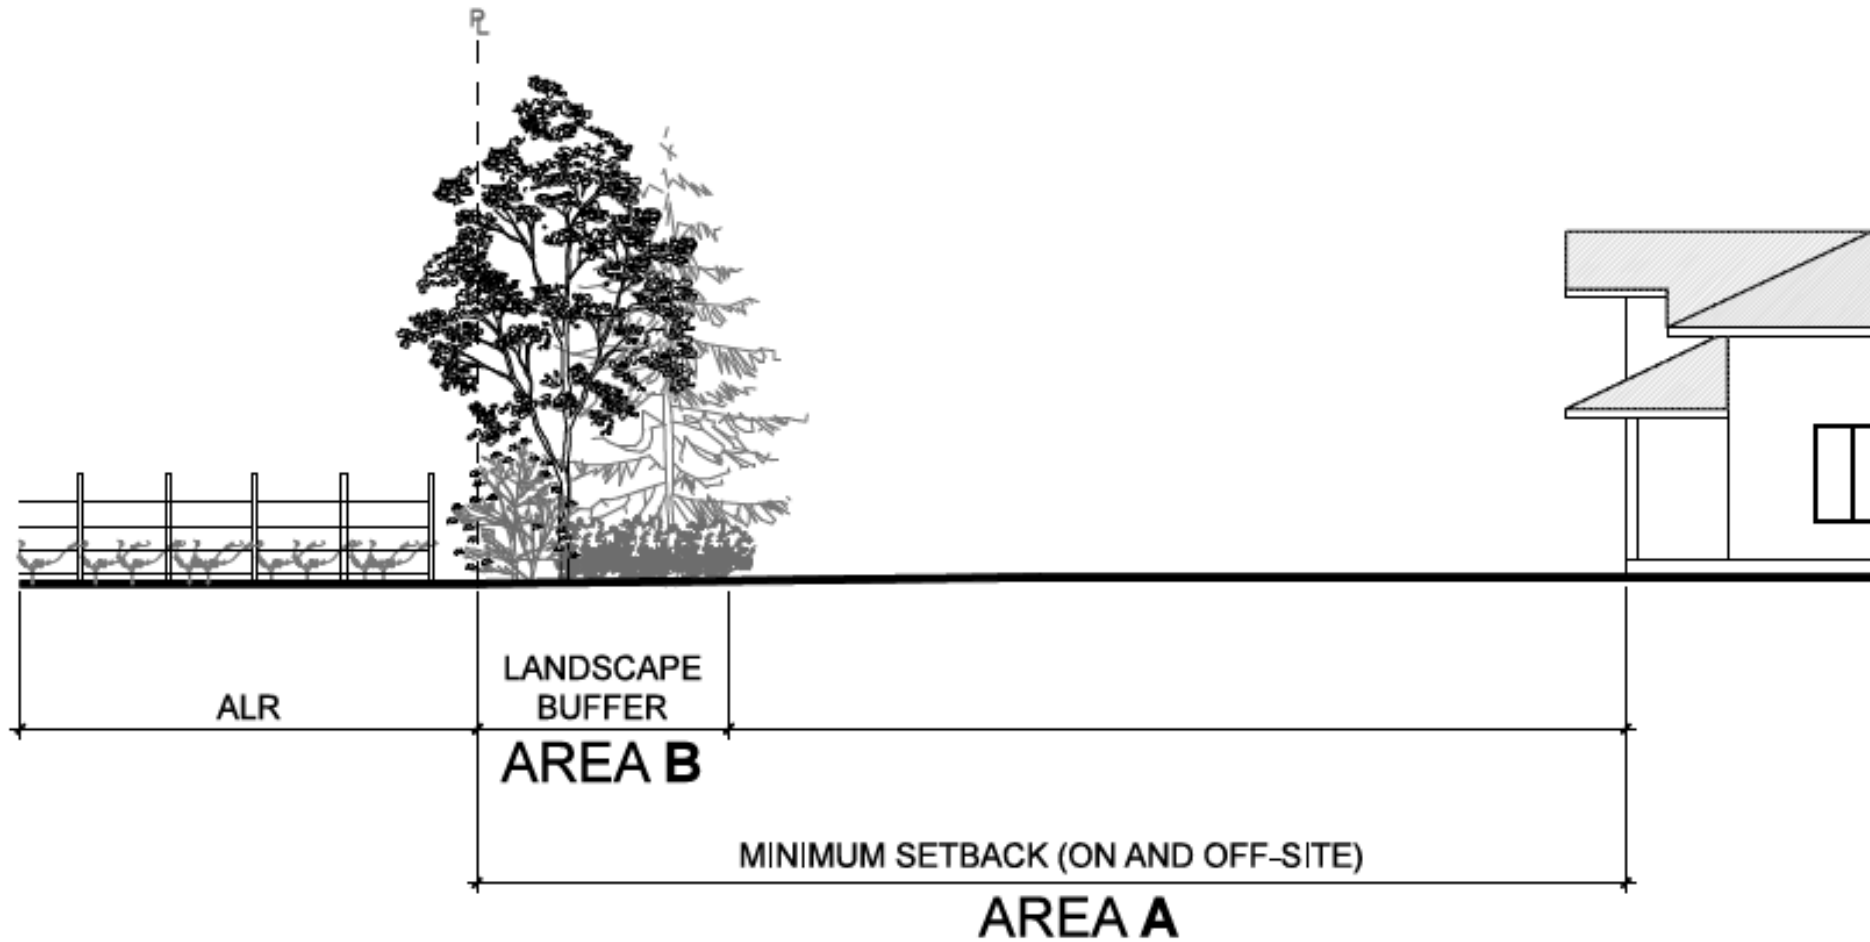 PL
LANDSCAPE
BUFFER
ALR
AREA B
MINIMUM SETBACK (ON AND OFF-SITE)
AREA A